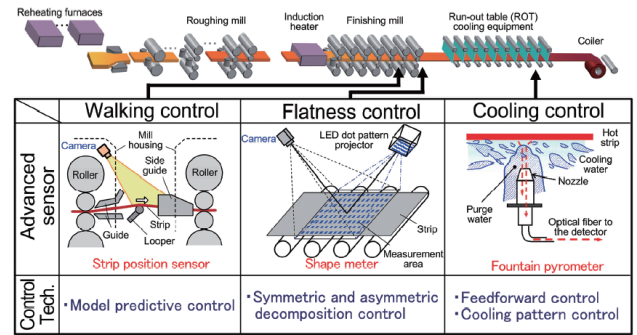 Reheating furnaces
Roughing mill
Induction
heater
Finishing mill
Run-out table (ROT)
cooling equipment
Coiler
Walking control
Flatness control
Cooling control
Advanced
sensor
Camera
Mill
housing
Side
guide
Roller
Roller
Strip
Guide
Looper
Strip position sensor
Camera
LED dot pattern
projector
Strip
Measurement
area
Shape meter
Hot
strip
Cooling
water
Nozzle
Purge
water
Optical fiber to
the detector
Fountain pyrometer
Control
Tech.
・Model predictive control
・Symmetric and asymmetric
decomposition control
・Feedforward control
・Cooling pattern control